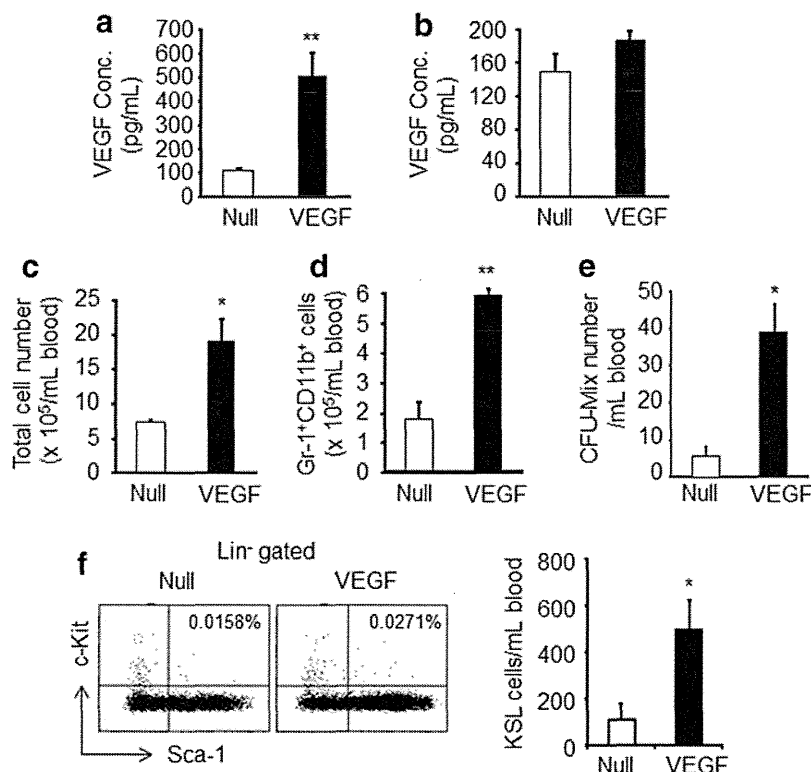 a
VEGF Conc.
(pg/mL)
700
600
500
400
300
200
100
0
**
Null VEGF
b
VEGF Conc.
(pg/mL)
200
160
120
80
40
0
Null VEGF
c
Total cell number
(x 10⁵/mL blood)
25
20
15
10
5
0
*
Null VEGF
d
Gr-1⁺CD11b⁺ cells
(x 10⁵/mL blood)
6
5
4
3
2
1
0
**
Null VEGF
e
CFU-Mix number
/mL blood
50
40
30
20
10
0
*
Null VEGF
f
Lin⁻ gated
Null VEGF
0.0158% 0.0271%
c-Kit
Sca-1
KSL cells/mL blood
800
600
400
200
0
*
Null VEGF